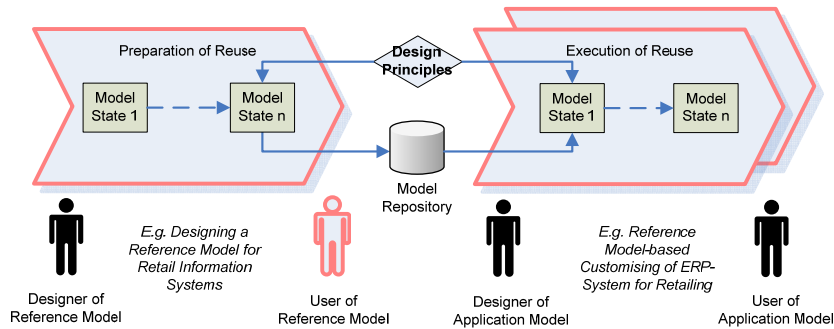 Preparation of Reuse
Design
Principles
Execution of Reuse
Model
State 1
Model
State n
Model
State 1
Model
State n
Model
Repository
E.g. Designing a
Reference Model for
Retail Information
Systems
E.g. Reference
Model-based
Customising of ERP-
System for Retailing
Designer of
Reference Model
User of
Reference Model
Designer of
Application Model
User of
Application Model